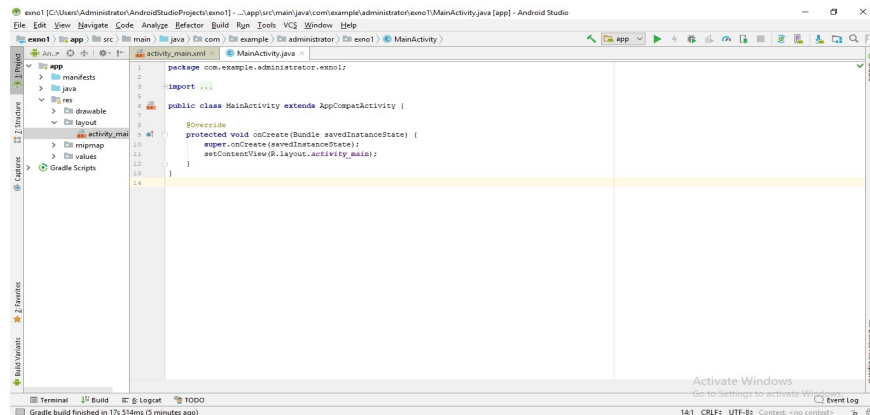 exno1 [C:\Users\Administrator\AndroidStudioProjects\exno1] - ...\app\src\main\java\com\example\administrator\exno1\MainActivity.java [app] - Android Studio
File Edit View Navigate Code Analyze Refactor Build Run Tools VCS Window Help
exno1 app src main java com example administrator exno1 MainActivity
app
An...
activity_main.xml
MainActivity.java
1: Project
Z: Structure
Captures
2: Favorites
Build Variants
app
manifests
java
res
drawable
layout
activity_mai
mipmap
values
Gradle Scripts
1 package com.example.administrator.exno1;
2
3 import ...
5
6 public class MainActivity extends AppCompatActivity {
7
8 @Override
9 protected void onCreate(Bundle savedInstanceState) {
10 super.onCreate(savedInstanceState);
11 setContentView(R.layout.activity_main);
12 }
13 }
14
Activate Windows
Go to Settings to activate Windows.
Terminal Build 6: Logcat TODO
Event Log
Gradle build finished in 17s 514ms (5 minutes ago)
14:1 CRLF÷ UTF-8÷ Context: <no context>